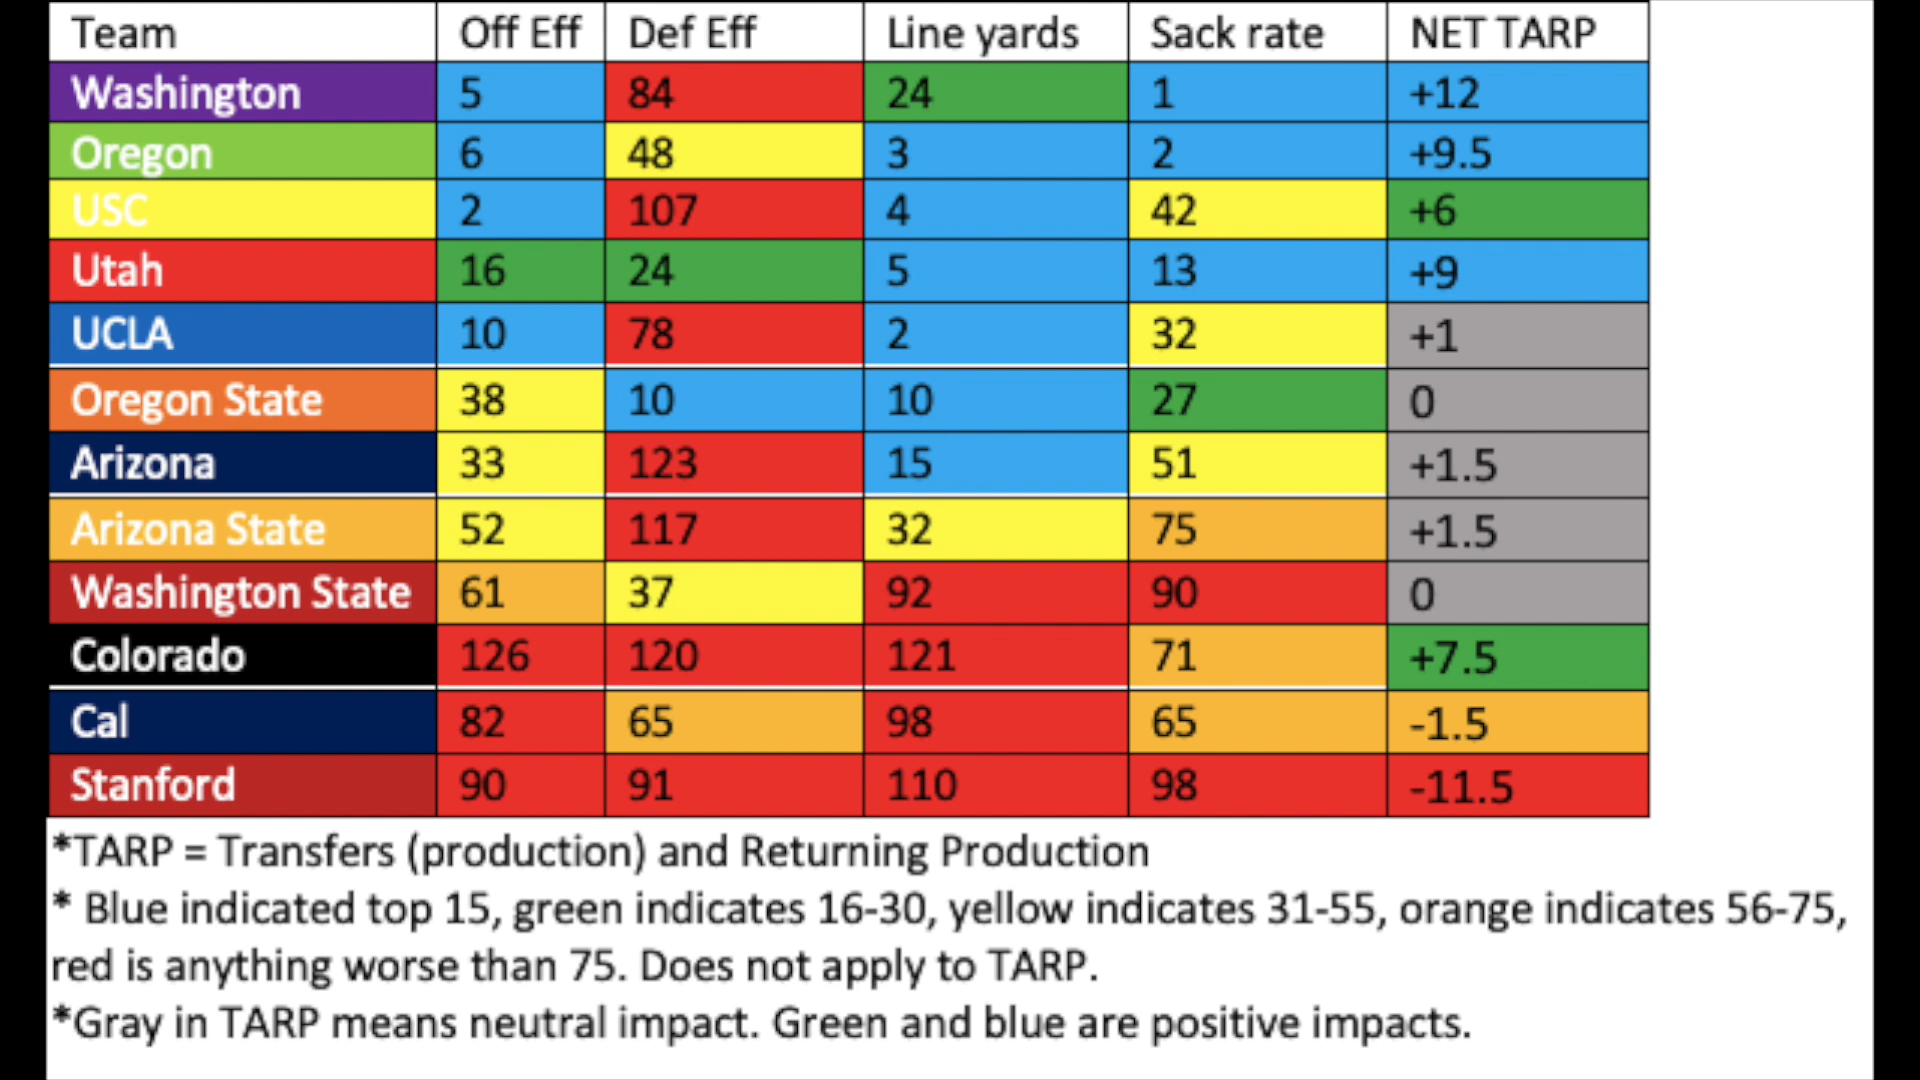 Team Off Eff Def Eff Line yards Sack rate NET TARP
Washington 5 84 24 1 +12
Oregon 6 48 3 2 +9.5
USC 2 107 4 42 +6
Utah 16 24 5 13 +9
UCLA 10 78 2 32 +1
Oregon State 38 10 10 27 0
Arizona 33 123 15 51 +1.5
Arizona State 52 117 32 75 +1.5
Washington State 61 37 92 90 0
Colorado 126 120 121 71 +7.5
Cal 82 65 98 65 -1.5
Stanford 90 91 110 98 -11.5
*TARP = Transfers (production) and Returning Production
* Blue indicated top 15, green indicates 16-30, yellow indicates 31-55, orange indicates 56-75,
red is anything worse than 75. Does not apply to TARP.
*Gray in TARP means neutral impact. Green and blue are positive impacts.